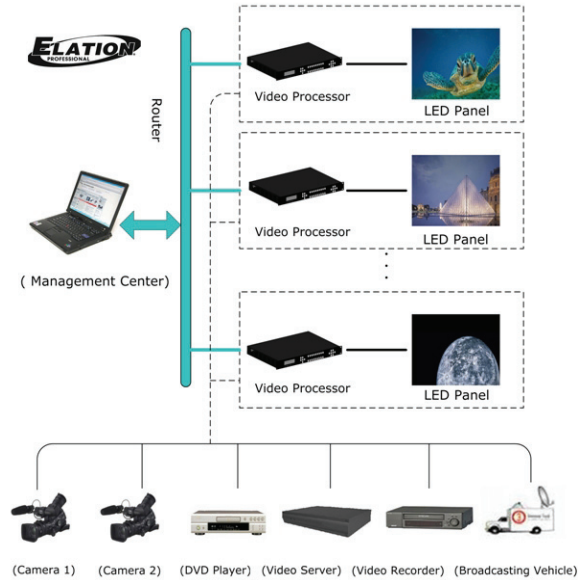 ELATION
PROFESSIONAL
Router
Video Processor
LED Panel
Video Processor
LED Panel
( Management Center)
Video Processor
LED Panel
(Camera 1) (Camera 2) (DVD Player) (Video Server) (Video Recorder) (Broadcasting Vehicle)